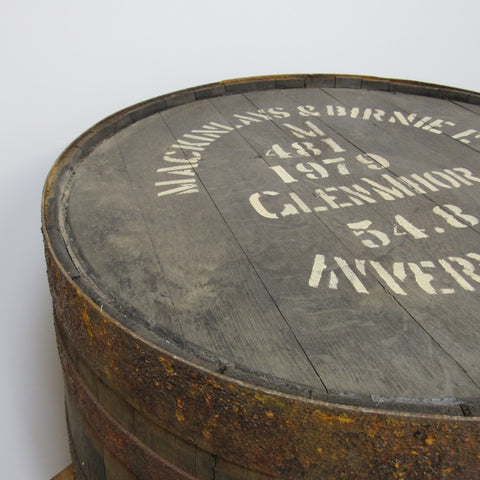 MACKINLAYS & BIRNIE
M
481
1979
GLENMHOR
54.8
INVER